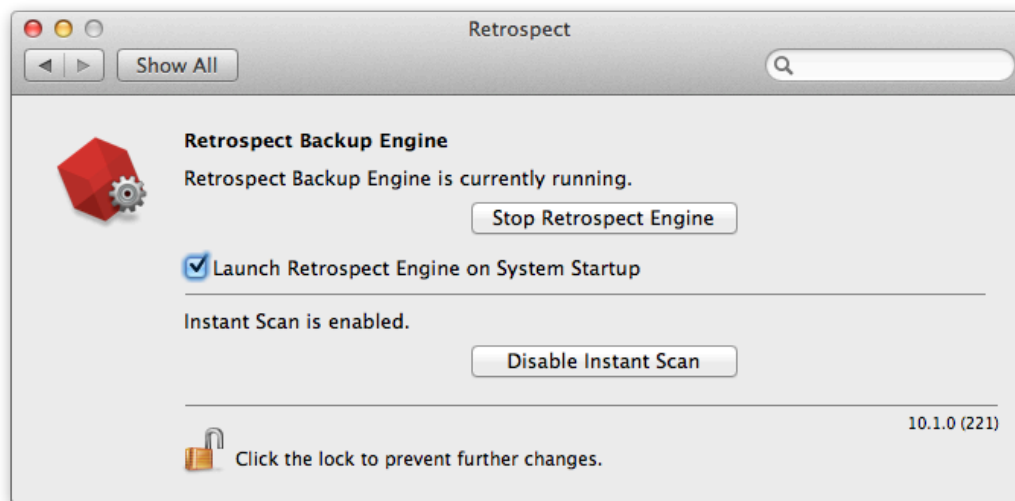 Retrospect
Show All
Retrospect Backup Engine
Retrospect Backup Engine is currently running.
Stop Retrospect Engine
Launch Retrospect Engine on System Startup
Instant Scan is enabled.
Disable Instant Scan
10.1.0 (221)
Click the lock to prevent further changes.